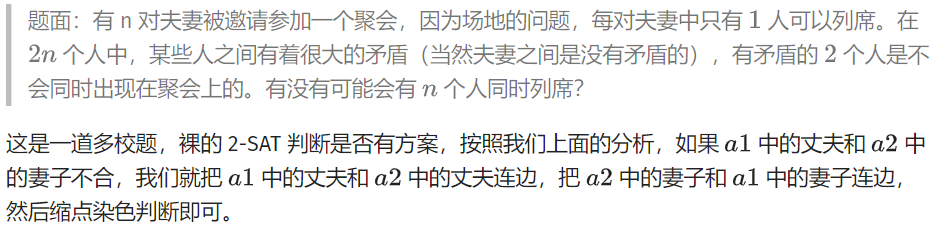 题面：有 n 对夫妻被邀请参加一个聚会，因为场地的问题，每对夫妻中只有 1 人可以列席。在
2n 个人中，某些人之间有着很大的矛盾（当然夫妻之间是没有矛盾的），有矛盾的 2 个人是不
会同时出现在聚会上的。有没有可能会有 n 个人同时列席？
这是一道多校题，裸的 2-SAT 判断是否有方案，按照我们上面的分析，如果 a1 中的丈夫和 a2 中
的妻子不合，我们就把 a1 中的丈夫和 a2 中的丈夫连边，把 a2 中的妻子和 a1 中的妻子连边，
然后缩点染色判断即可。